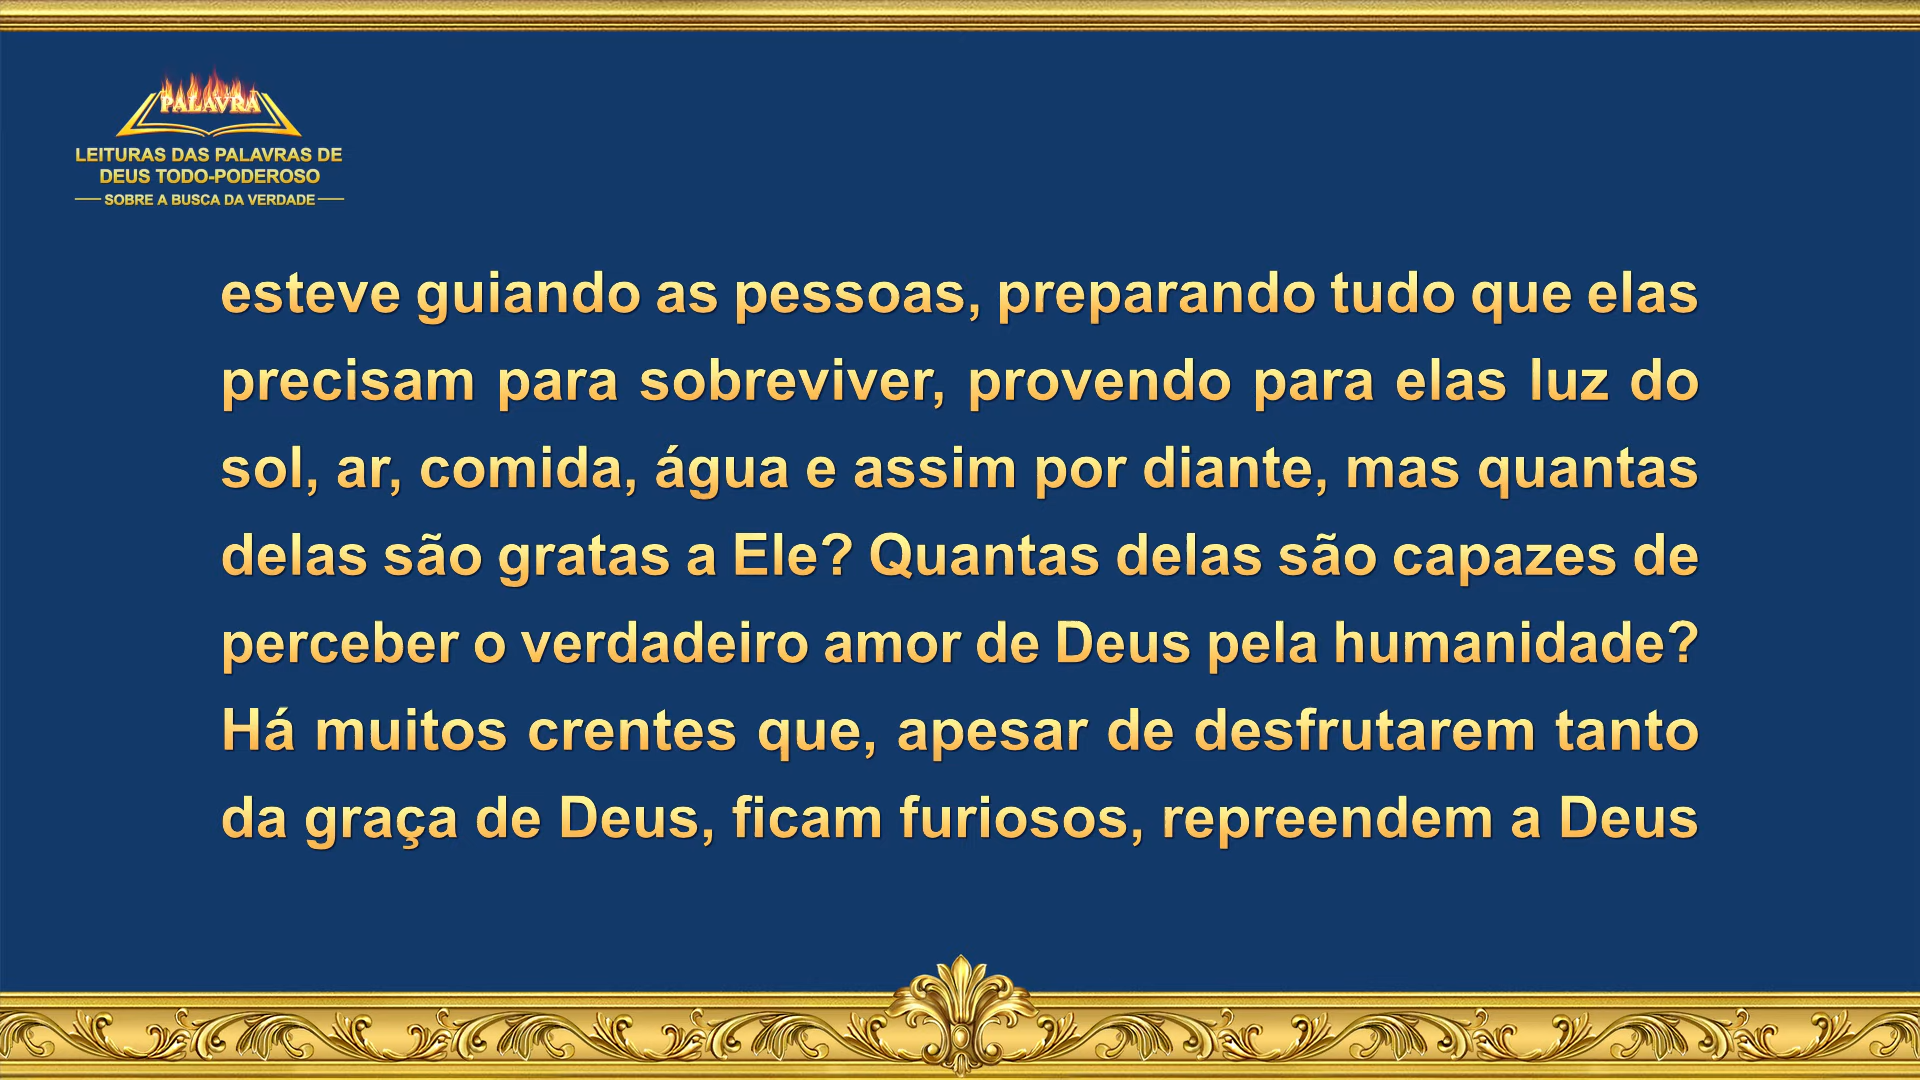 PALAVRA
LEITURAS DAS PALAVRAS DE
DEUS TODO-PODEROSO
SOBRE A BUSCA DA VERDADE
esteve guiando as pessoas, preparando tudo que elas
precisam para sobreviver, provendo para elas luz do
sol, ar, comida, água e assim por diante, mas quantas
delas são gratas a Ele? Quantas delas são capazes de
perceber o verdadeiro amor de Deus pela humanidade?
Há muitos crentes que, apesar de desfrutarem tanto
da graça de Deus, ficam furiosos, repreendem a Deus